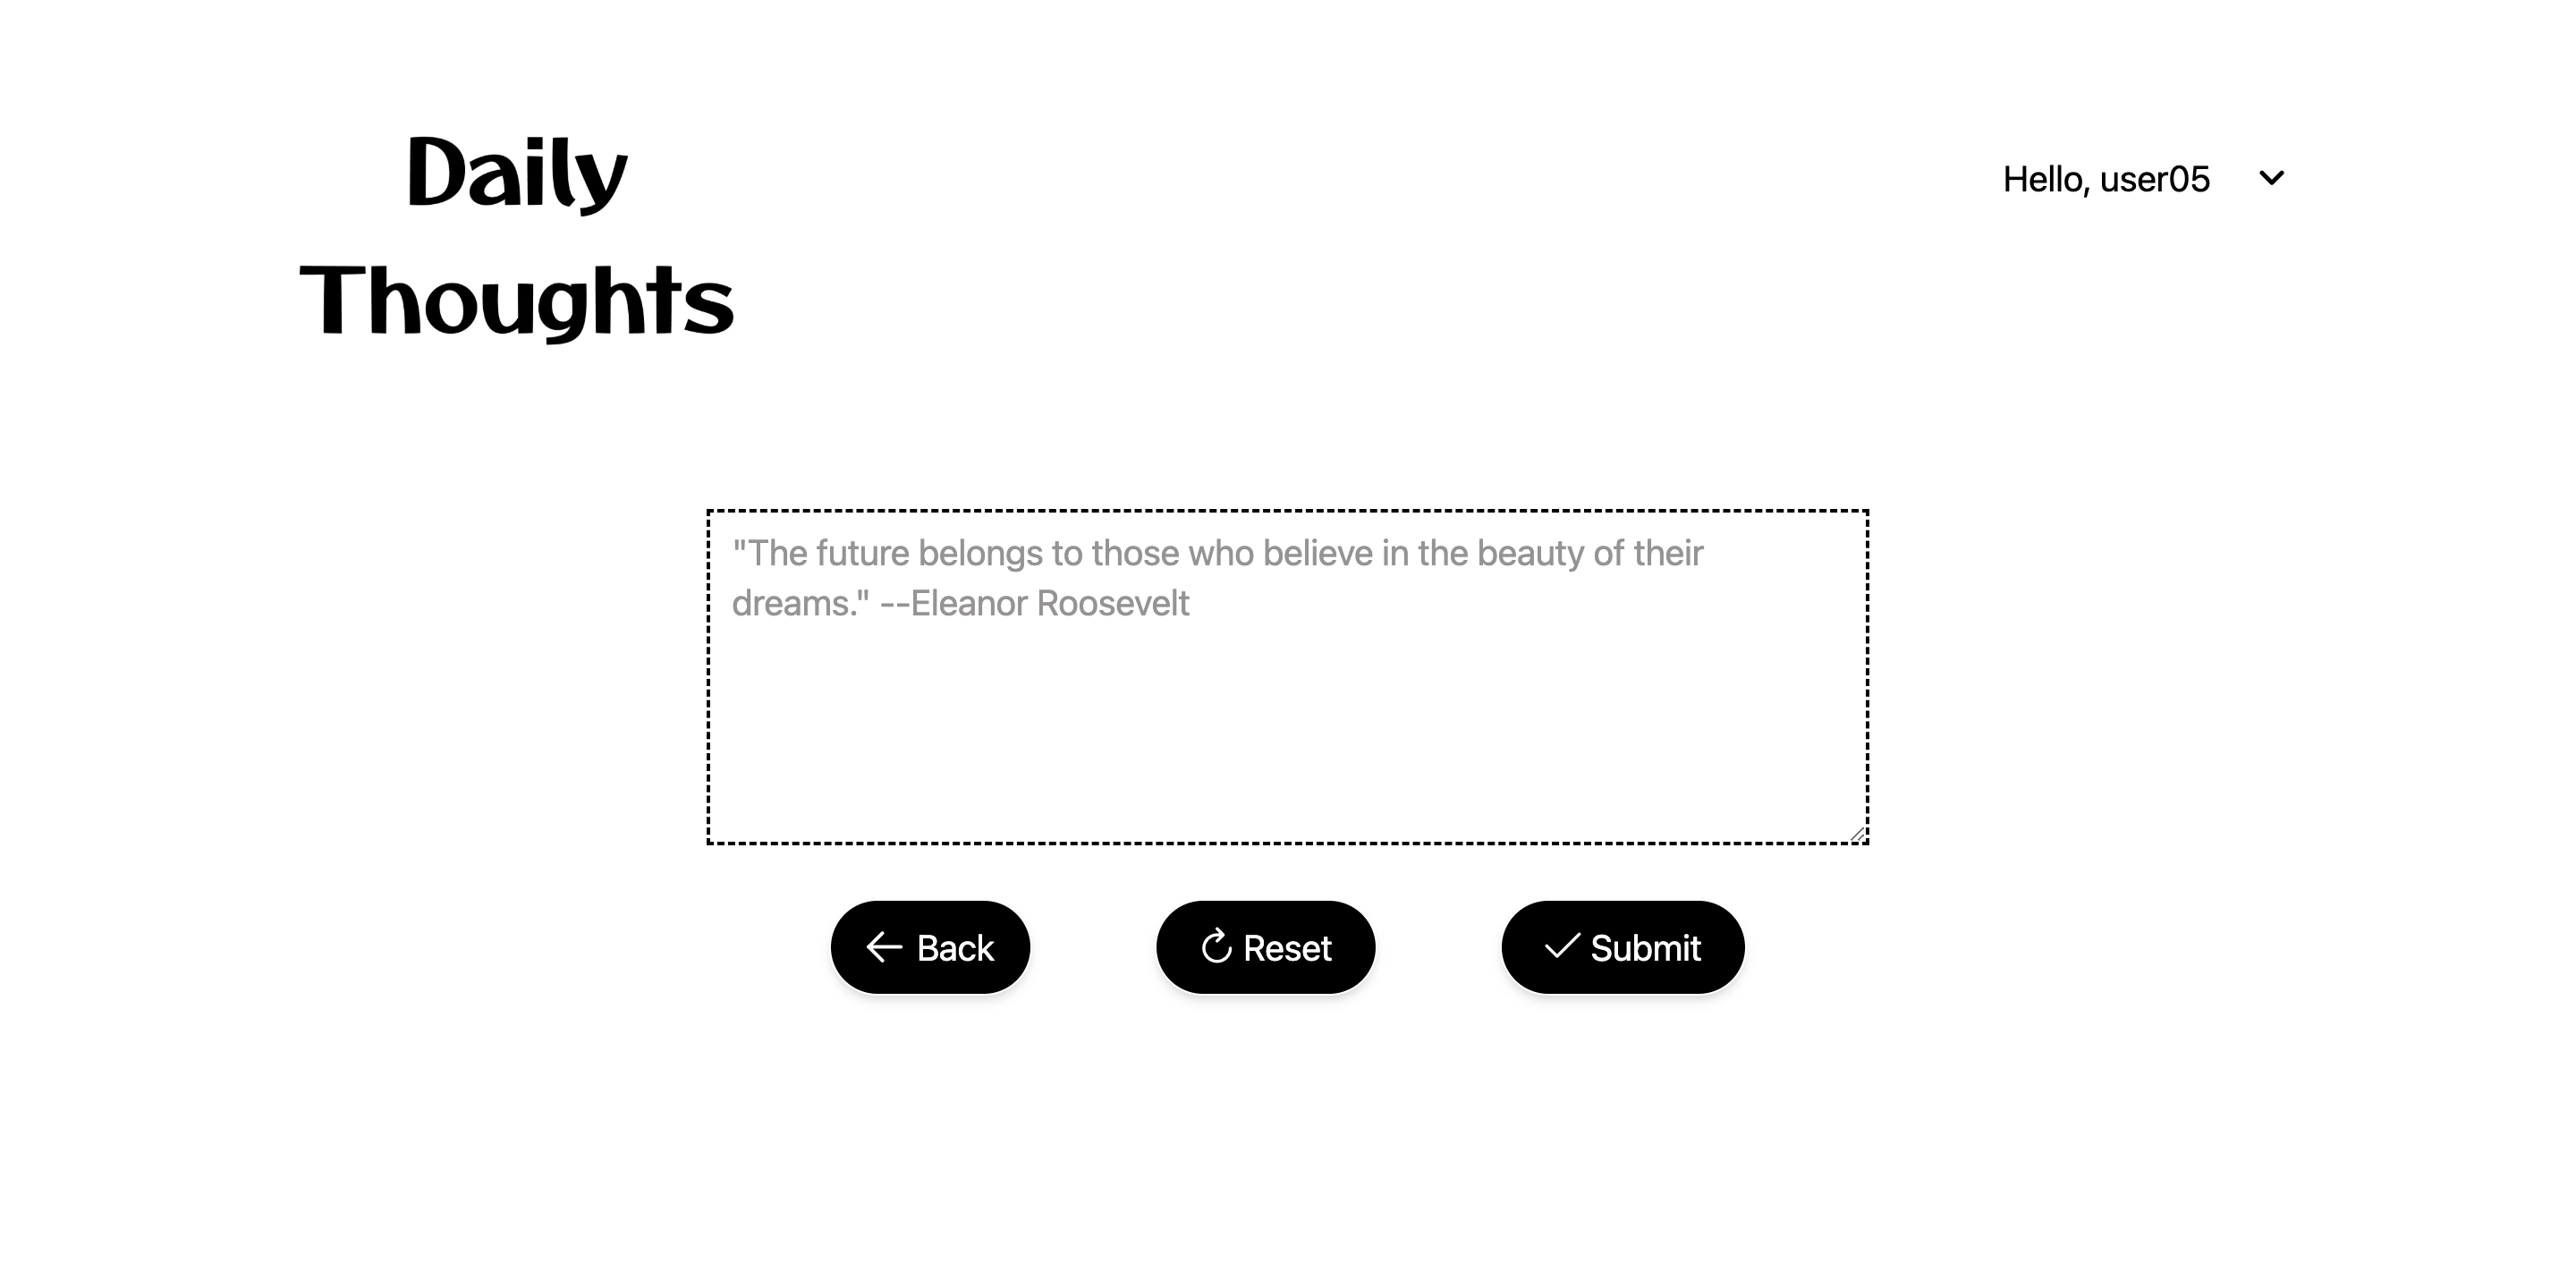 Daily
Thoughts
Hello, user05
"The future belongs to those who believe in the beauty of their
dreams." --Eleanor Roosevelt
Back
Reset
Submit